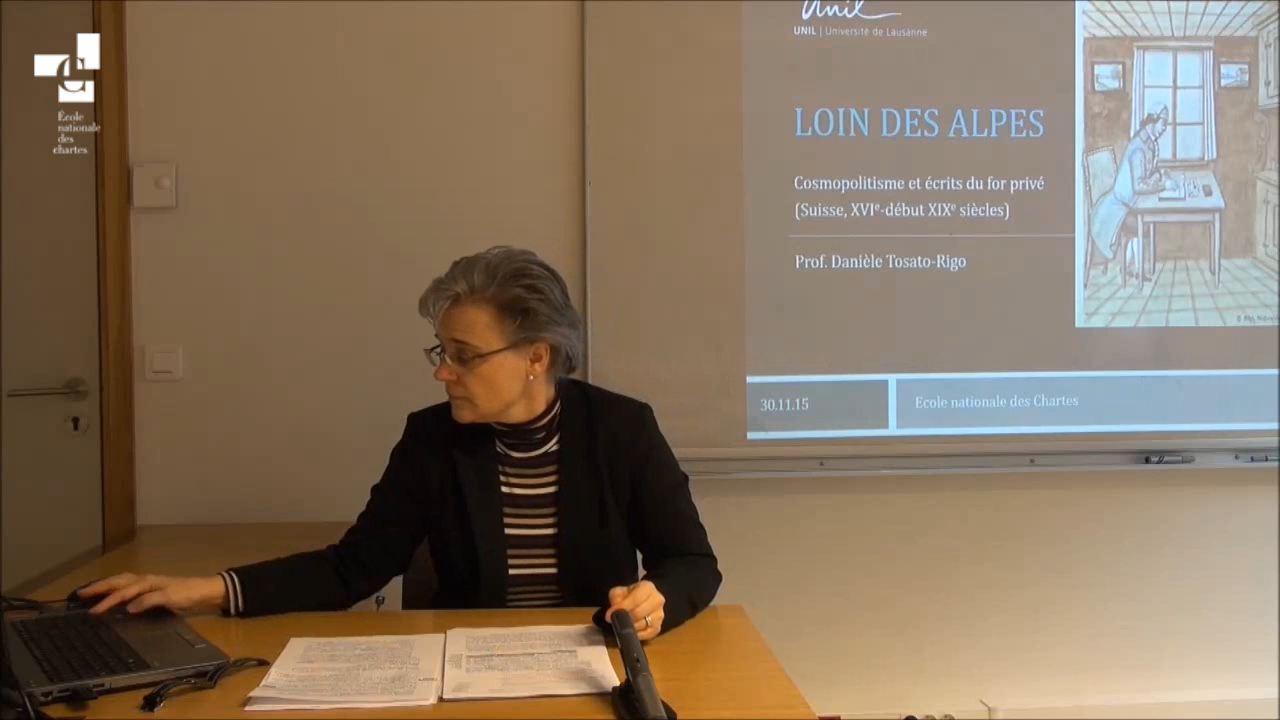 École
nationale
des
chartes
Unil
UNIL | Université de Lausanne
LOIN DES ALPES
Cosmopolitisme et écrits du for privé
(Suisse, XVIᵉ-début XIXᵉ siècles)
Prof. Danièle Tosato-Rigo
30.11.15
Ecole nationale des Chartes